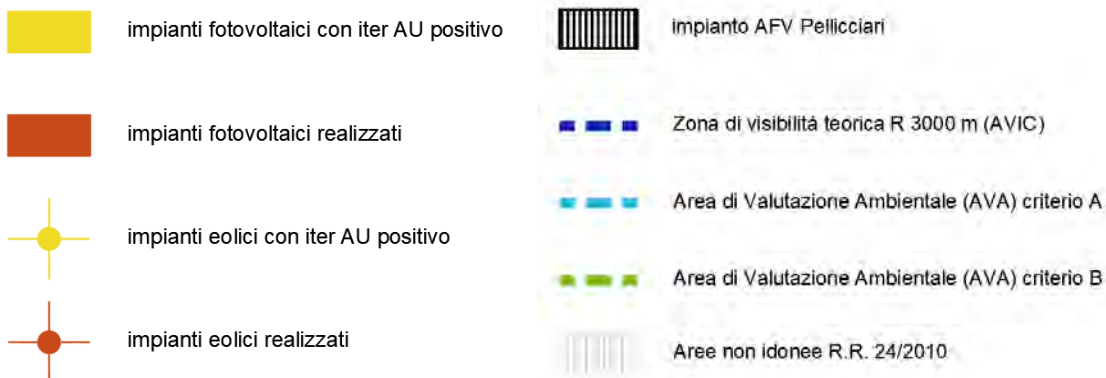 impianti fotovoltaici con iter AU positivo
impianti fotovoltaici realizzati
impianti eolici con iter AU positivo
impianti eolici realizzati
impianto AFV Pellicciari
Zona di visibilità teorica R 3000 m (AVIC)
Area di Valutazione Ambientale (AVA) criterio A
Area di Valutazione Ambientale (AVA) criterio B
Aree non idonee R.R. 24/2010